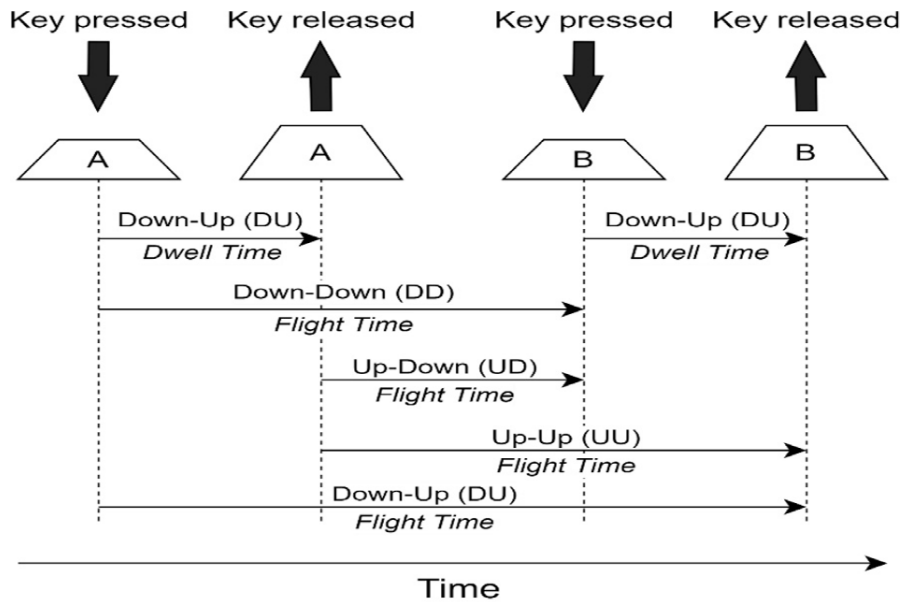 Key pressed
Key released
Key pressed
Key released
A
A
B
B
Down-Up (DU)
Dwell Time
Down-Up (DU)
Dwell Time
Down-Down (DD)
Flight Time
Up-Down (UD)
Flight Time
Up-Up (UU)
Flight Time
Down-Up (DU)
Flight Time
Time